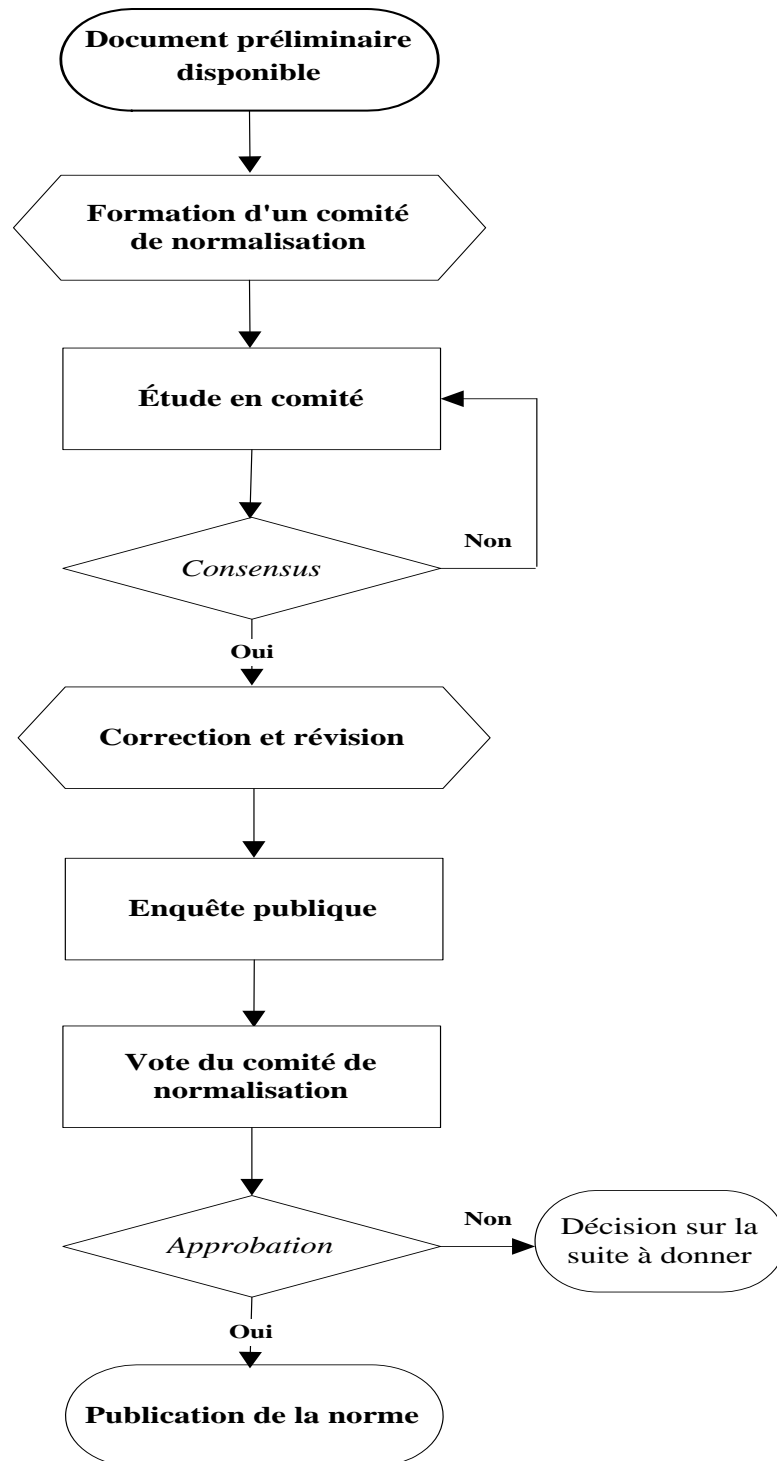 Document préliminaire
disponible
Formation d'un comité
de normalisation
Étude en comité
Consensus
Non
Oui
Correction et révision
Enquête publique
Vote du comité de
normalisation
Approbation
Non
Décision sur la
suite à donner
Oui
Publication de la norme